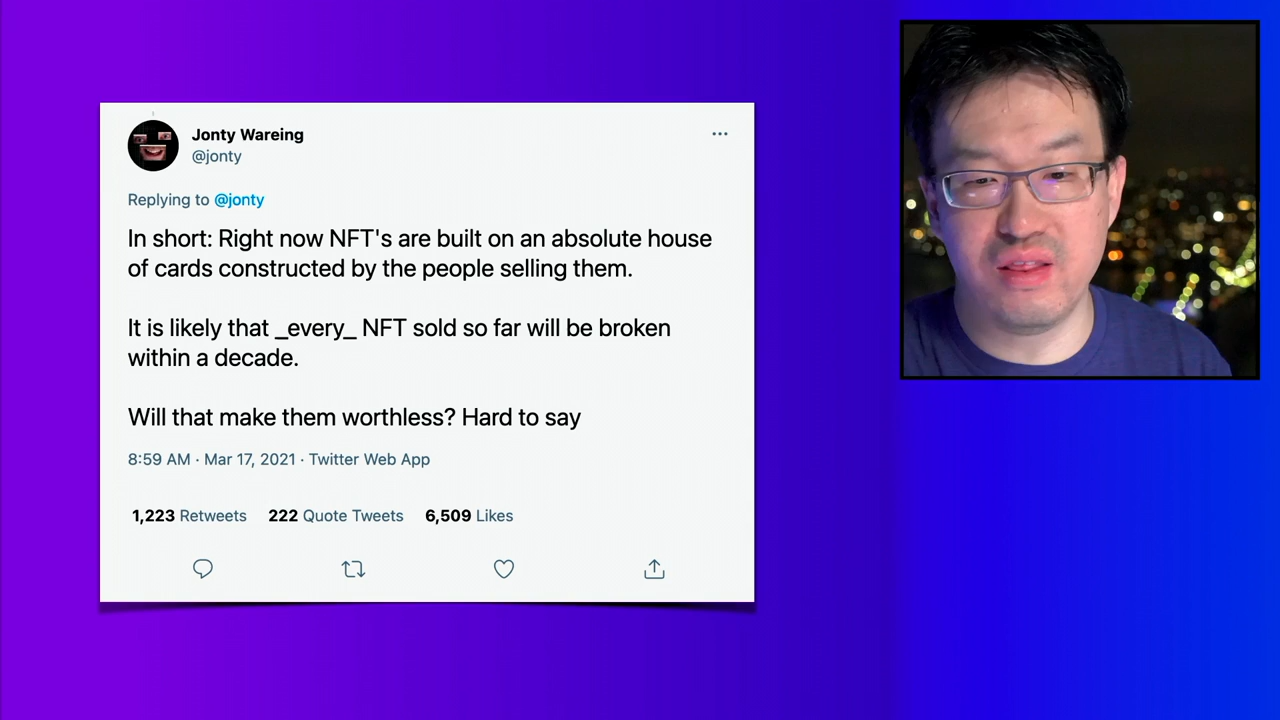 Jonty Wareing
@jonty
Replying to @jonty
In short: Right now NFT's are built on an absolute house
of cards constructed by the people selling them.
It is likely that _every_ NFT sold so far will be broken
within a decade.
Will that make them worthless? Hard to say
8:59 AM · Mar 17, 2021 · Twitter Web App
1,223 Retweets 222 Quote Tweets 6,509 Likes